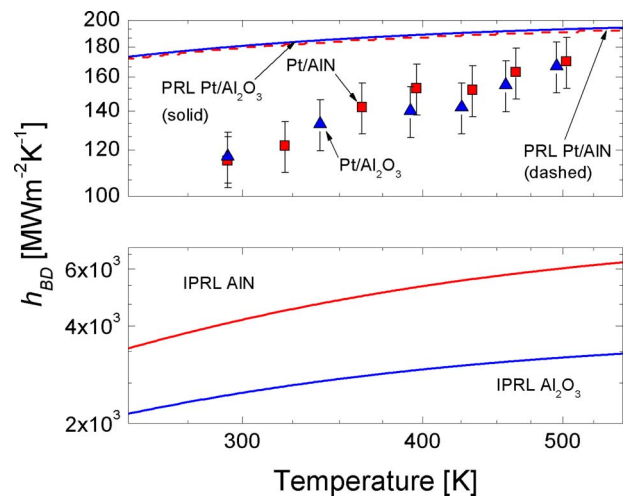 200
180
160
140
120
100
PRL Pt/Al₂O₃
(solid)
Pt/AlN
Pt/Al₂O₃
PRL Pt/AlN
(dashed)
h_BD [MWm⁻²K⁻¹]
6x10³
4x10³
2x10³
IPRL AlN
IPRL Al₂O₃
300
400
500
Temperature [K]